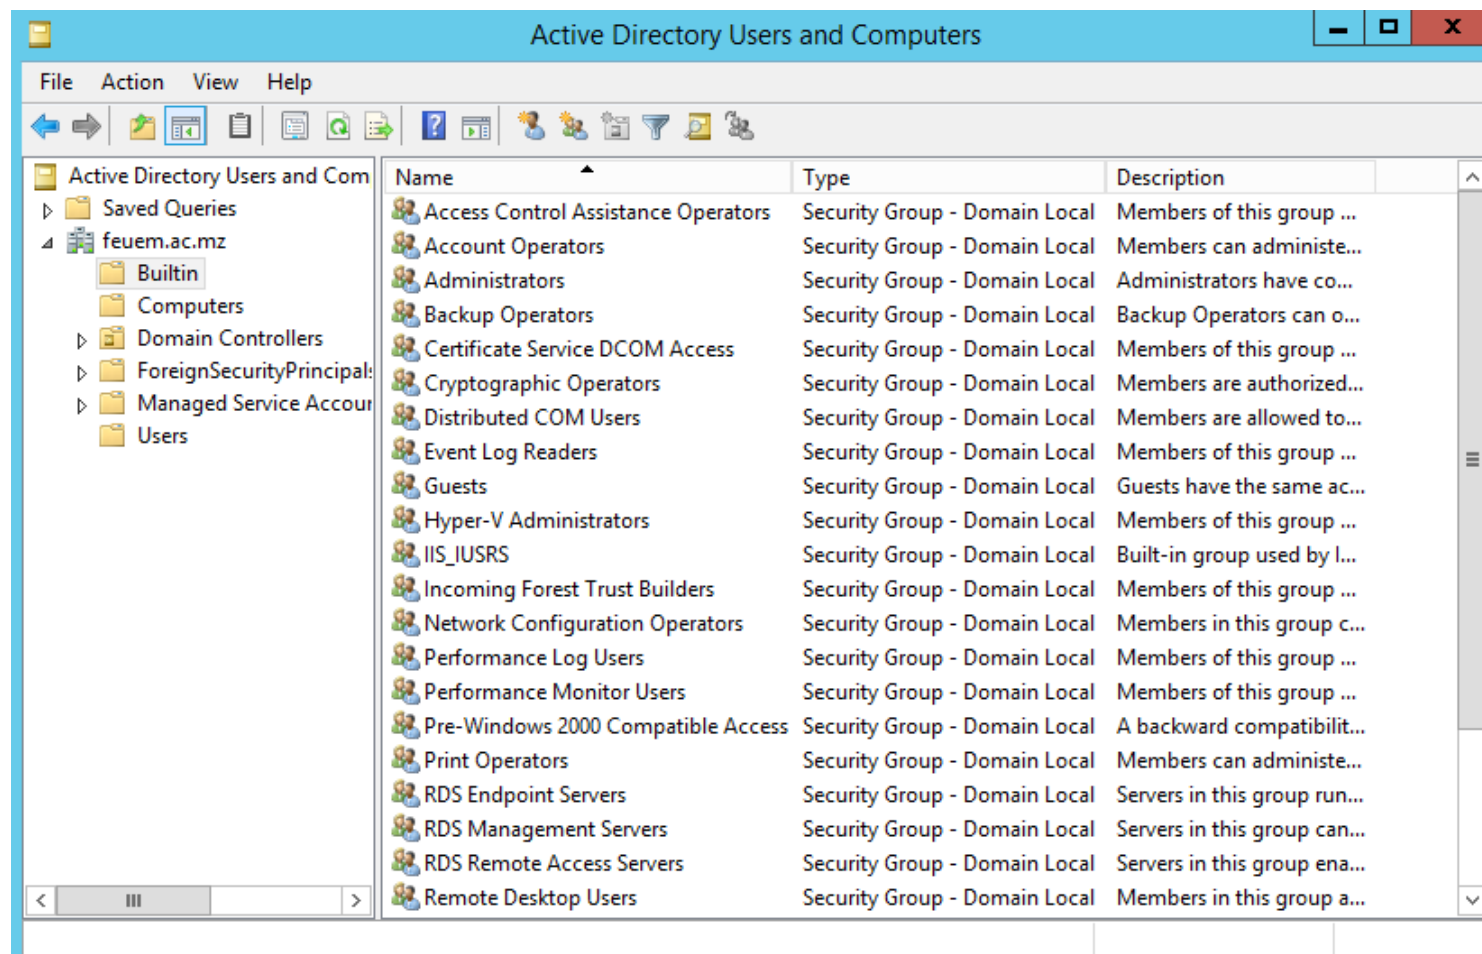 Active Directory Users and Computers
X
File Action View Help
Active Directory Users and Com
Saved Queries
feuem.ac.mz
Builtin
Computers
Domain Controllers
ForeignSecurityPrincipals
Managed Service Accour
Users
Name Type Description
Access Control Assistance Operators Security Group - Domain Local Members of this group ...
Account Operators Security Group - Domain Local Members can administe...
Administrators Security Group - Domain Local Administrators have co...
Backup Operators Security Group - Domain Local Backup Operators can o...
Certificate Service DCOM Access Security Group - Domain Local Members of this group ...
Cryptographic Operators Security Group - Domain Local Members are authorized...
Distributed COM Users Security Group - Domain Local Members are allowed to...
Event Log Readers Security Group - Domain Local Members of this group ...
Guests Security Group - Domain Local Guests have the same ac...
Hyper-V Administrators Security Group - Domain Local Members of this group ...
IIS_IUSRS Security Group - Domain Local Built-in group used by I...
Incoming Forest Trust Builders Security Group - Domain Local Members of this group ...
Network Configuration Operators Security Group - Domain Local Members in this group c...
Performance Log Users Security Group - Domain Local Members of this group ...
Performance Monitor Users Security Group - Domain Local Members of this group ...
Pre-Windows 2000 Compatible Access Security Group - Domain Local A backward compatibilit...
Print Operators Security Group - Domain Local Members can administe...
RDS Endpoint Servers Security Group - Domain Local Servers in this group run...
RDS Management Servers Security Group - Domain Local Servers in this group can...
RDS Remote Access Servers Security Group - Domain Local Servers in this group ena...
Remote Desktop Users Security Group - Domain Local Members in this group a...